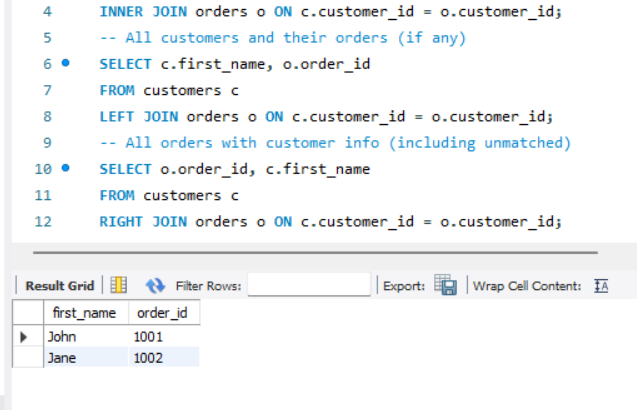 4 INNER JOIN orders o ON c.customer_id = o.customer_id;
5 -- All customers and their orders (if any)
6 SELECT c.first_name, o.order_id
7 FROM customers c
8 LEFT JOIN orders o ON c.customer_id = o.customer_id;
9 -- All orders with customer info (including unmatched)
10 SELECT o.order_id, c.first_name
11 FROM customers c
12 RIGHT JOIN orders o ON c.customer_id = o.customer_id;
Result Grid Filter Rows: Export: Wrap Cell Content: IA
first_name order_id
John 1001
Jane 1002